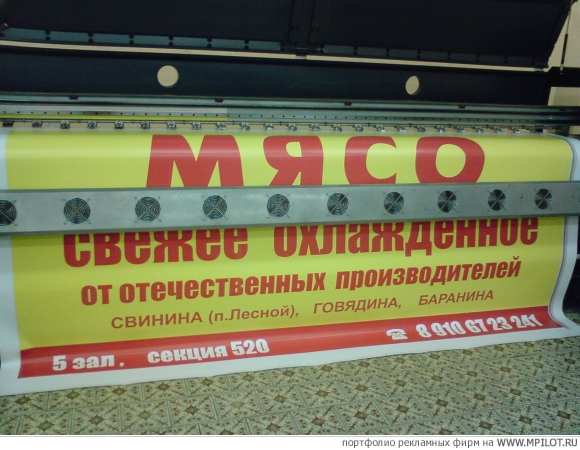 МЯСО
СВЕЖЕЕ ОХЛАЖДЕННОЕ
ОТ ОТЕЧЕСТВЕННЫХ ПРОИЗВОДИТЕЛЕЙ
СВИНИНА (п.Лесной), ГОВЯДИНА, БАРАНИНА
5 зал , секция 520 ☎ 8 910 67 23 241
портфолио рекламных фирм на WWW.MPILOT.RU